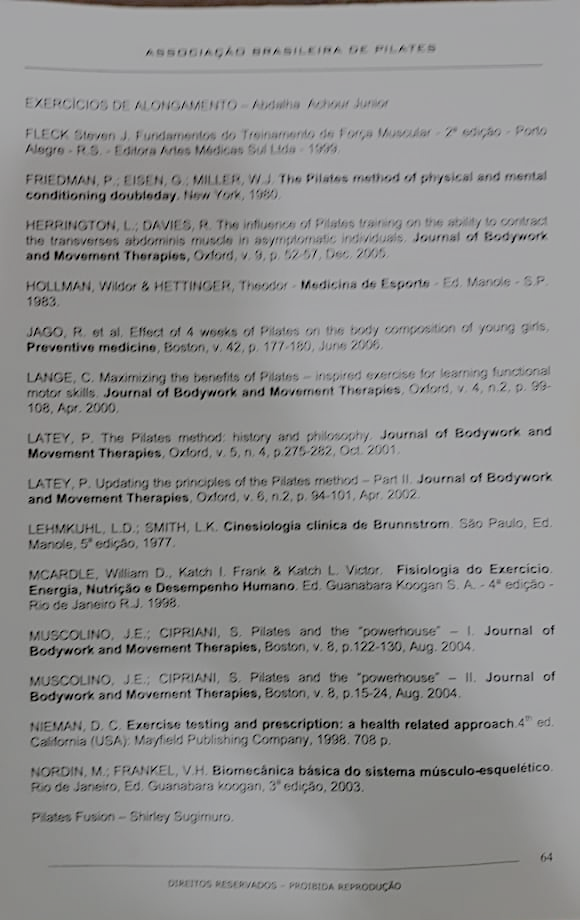 ASSOCIAÇÃO BRASILEIRA DE PILATES
EXERCÍCIOS DE ALONGAMENTO – Abdalha Achour Junior
FLECK Steven J. Fundamentos do Treinamento de Força Muscular - 2ª edição - Porto
Alegre - R.S. - Editora Artes Médicas Sul Ltda - 1999.
FRIEDMAN, P.; EISEN, G.; MILLER, W.J. The Pilates method of physical and mental
conditioning doubleday. New York, 1980.
HERRINGTON, L.; DAVIES, R. The influence of Pilates training on the ability to contract
the transverses abdominis muscle in asymptomatic individuals. Journal of Bodywork
and Movement Therapies, Oxford, v. 9, p. 52-57, Dec. 2005.
HOLLMAN, Wildor & HETTINGER, Theodor - Medicina de Esporte - Ed. Manole - S.P.
1983.
JAGO, R. et al. Effect of 4 weeks of Pilates on the body composition of young girls.
Preventive medicine, Boston, v. 42, p. 177-180, June 2006.
LANGE, C. Maximizing the benefits of Pilates – inspired exercise for learning functional
motor skills. Journal of Bodywork and Movement Therapies, Oxford, v. 4, n.2, p. 99-
108, Apr. 2000.
LATEY, P. The Pilates method: history and philosophy. Journal of Bodywork and
Movement Therapies, Oxford, v. 5, n. 4, p.275-282, Oct. 2001.
LATEY, P. Updating the principles of the Pilates method – Part II. Journal of Bodywork
and Movement Therapies, Oxford, v. 6, n.2, p. 94-101, Apr. 2002.
LEHMKUHL, L.D.; SMITH, L.K. Cinesiologia clínica de Brunnstrom. São Paulo, Ed.
Manole, 5ª edição, 1977.
MCARDLE, William D., Katch I. Frank & Katch L. Victor. Fisiologia do Exercício.
Energia, Nutrição e Desempenho Humano. Ed. Guanabara Koogan S. A. - 4ª edição -
Rio de Janeiro R.J. 1998.
MUSCOLINO, J.E.; CIPRIANI, S. Pilates and the "powerhouse" – I. Journal of
Bodywork and Movement Therapies, Boston, v. 8, p.122-130, Aug. 2004.
MUSCOLINO, J.E.; CIPRIANI, S. Pilates and the "powerhouse" – II. Journal of
Bodywork and Movement Therapies, Boston, v. 8, p.15-24, Aug. 2004.
NIEMAN, D. C. Exercise testing and prescription: a health related approach.4th ed.
California (USA): Mayfield Publishing Company, 1998. 708 p.
NORDIN, M.; FRANKEL, V.H. Biomecânica básica do sistema músculo-esquelético.
Rio de Janeiro, Ed. Guanabara koogan, 3ª edição, 2003.
Pilates Fusion – Shirley Sugimuro.
64
DIREITOS RESERVADOS – PROIBIDA REPRODUÇÃO